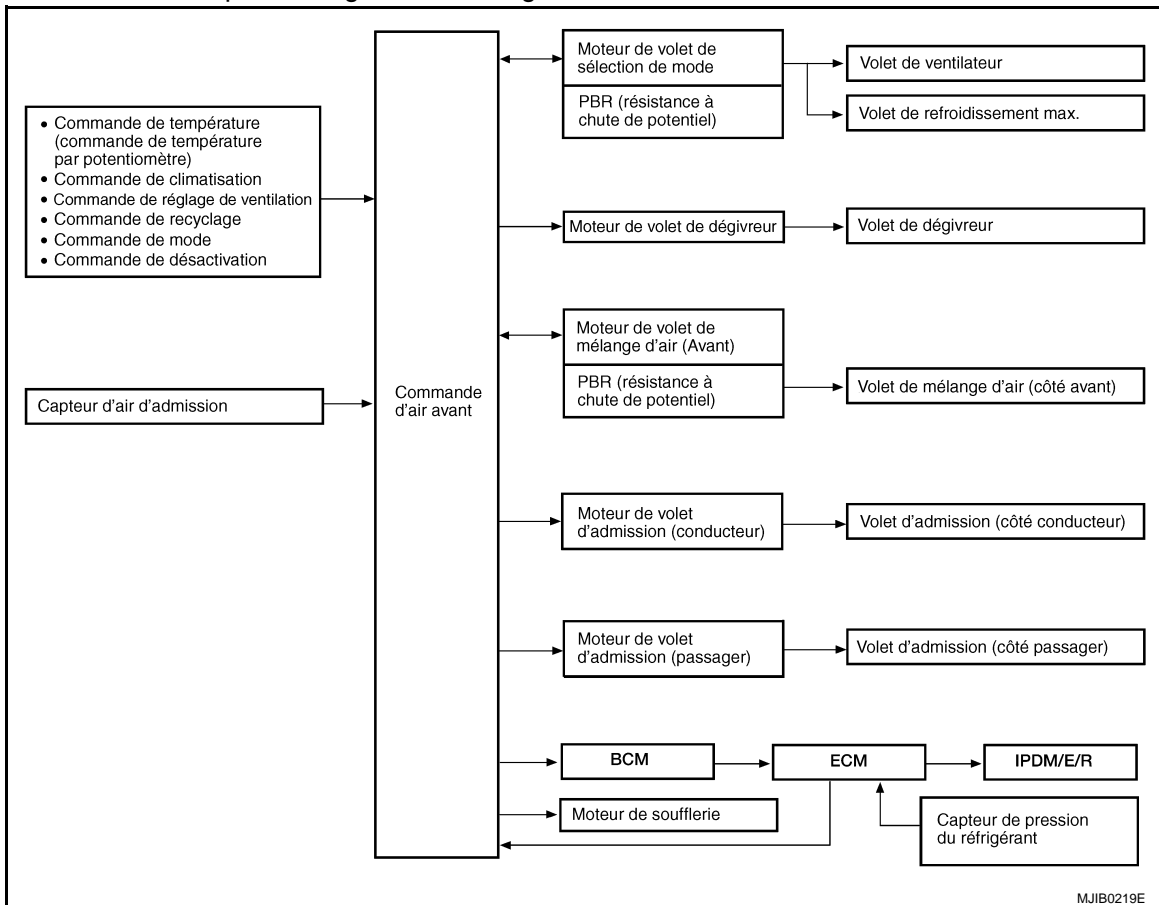 • Commande de température
(commande de température
par potentiomètre)
• Commande de climatisation
• Commande de réglage de ventilation
• Commande de recyclage
• Commande de mode
• Commande de désactivation
Capteur d'air d'admission
Commande
d'air avant
Moteur de volet de
sélection de mode
PBR (résistance à
chute de potentiel)
Volet de ventilateur
Volet de refroidissement max.
Moteur de volet de dégivreur
Volet de dégivreur
Moteur de volet de
mélange d'air (Avant)
PBR (résistance à
chute de potentiel)
Volet de mélange d'air (côté avant)
Moteur de volet
d'admission (conducteur)
Volet d'admission (côté conducteur)
Moteur de volet
d'admission (passager)
Volet d'admission (côté passager)
BCM
ECM
IPDM/E/R
Moteur de soufflerie
Capteur de pression
du réfrigérant
MJIB0219E